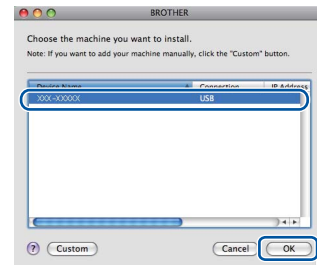 BROTHER
Choose the machine you want to install.
Note: If you want to add your machine manually, click the "Custom" button.
Device Name Connection IP Address
XXX-XXXXX USB
? Custom Cancel OK